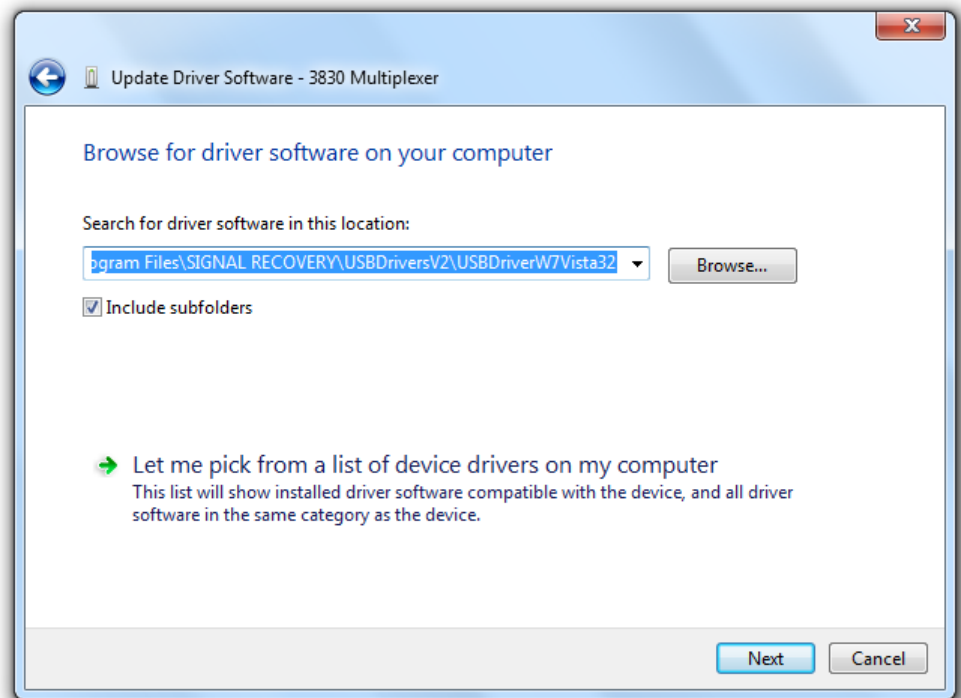 Update Driver Software - 3830 Multiplexer
Browse for driver software on your computer
Search for driver software in this location:
ogram Files\SIGNAL RECOVERY\USBDriversV2\USBDriverW7Vista32
Browse...
Include subfolders
Let me pick from a list of device drivers on my computer
This list will show installed driver software compatible with the device, and all driver
software in the same category as the device.
Next
Cancel